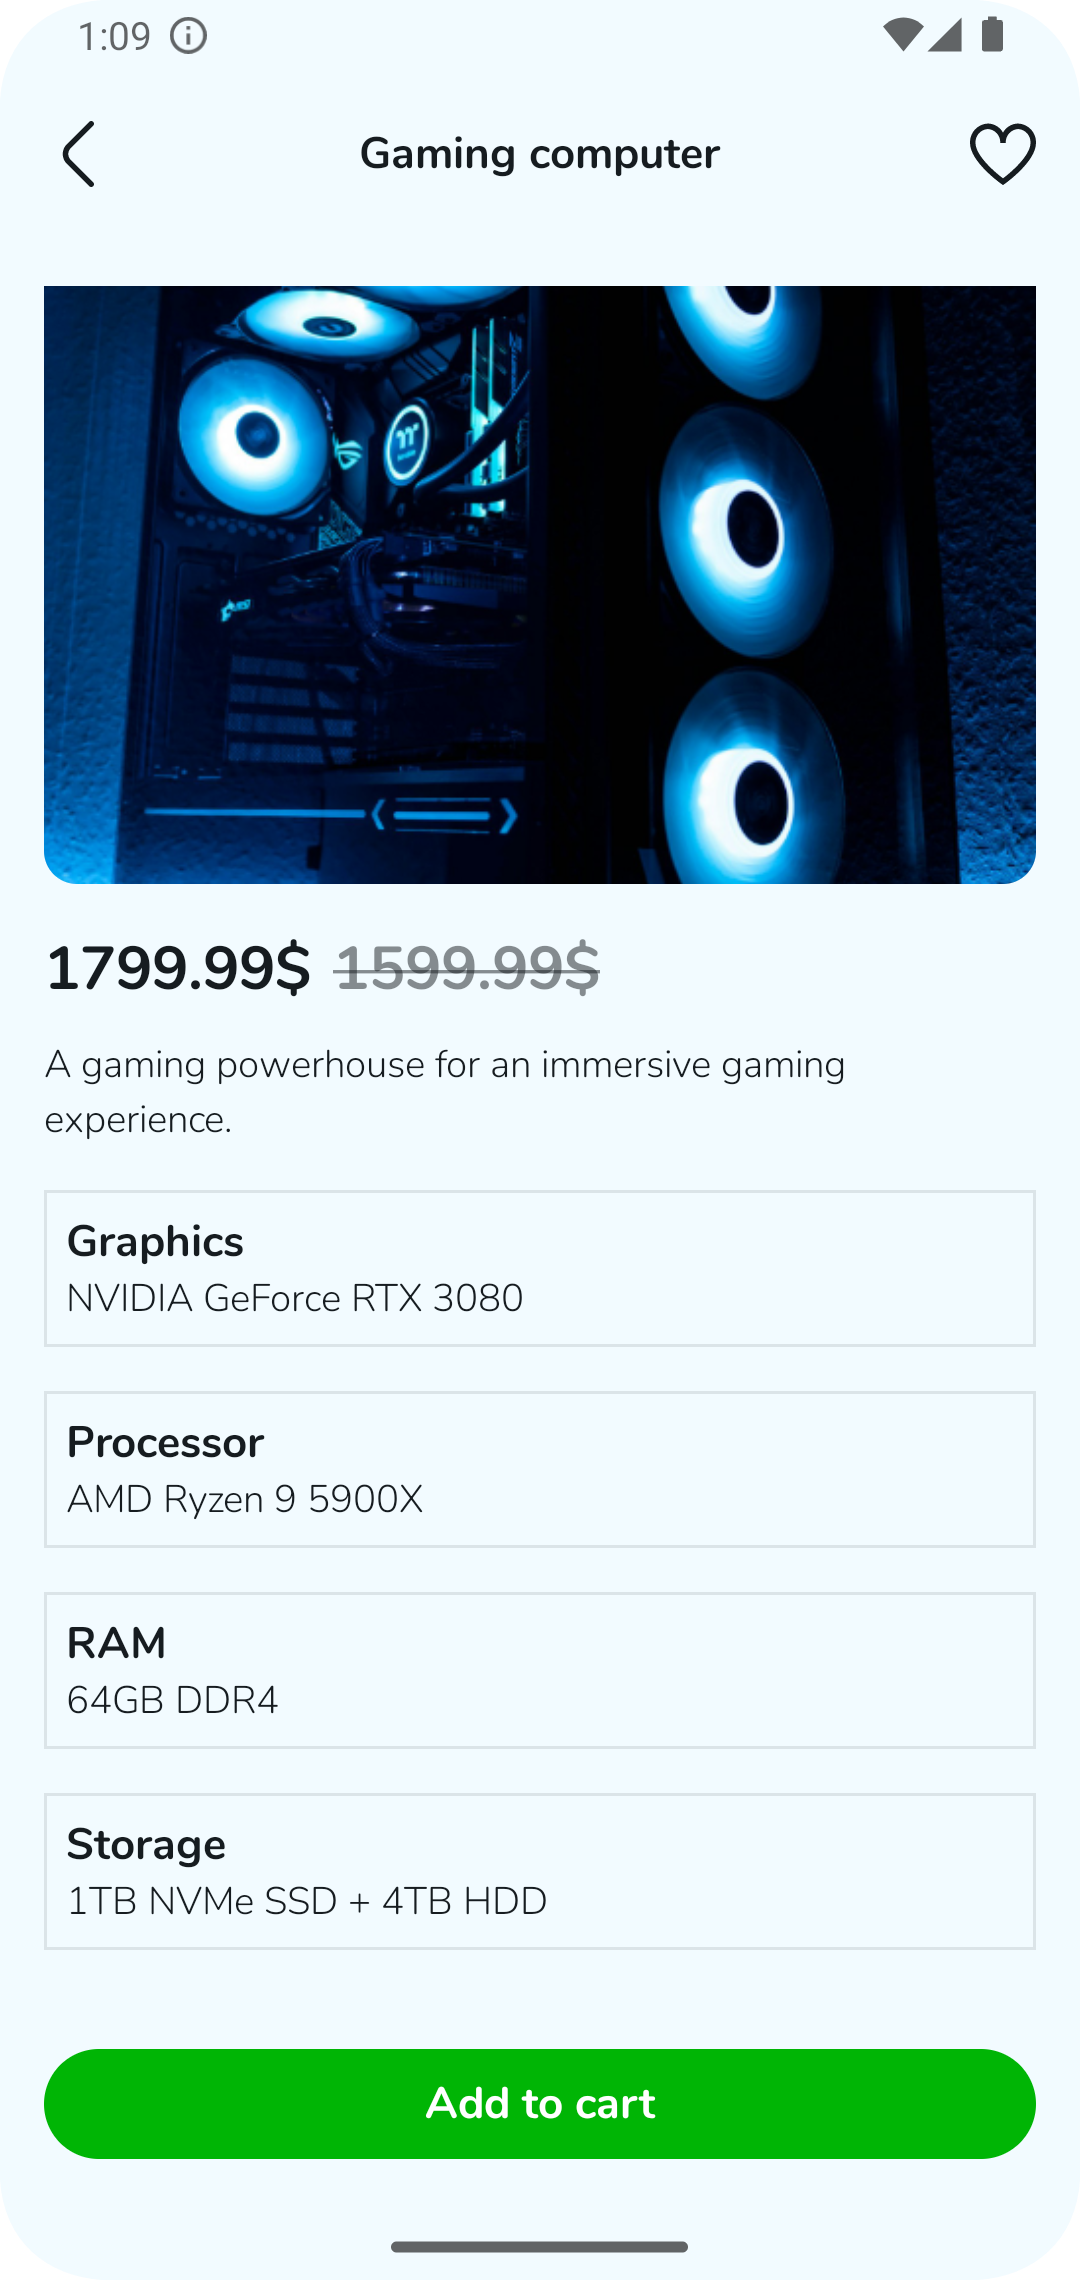 1:09
Gaming computer
1799.99$ 1599.99$
A gaming powerhouse for an immersive gaming
experience.
Graphics
NVIDIA GeForce RTX 3080
Processor
AMD Ryzen 9 5900X
RAM
64GB DDR4
Storage
1TB NVMe SSD + 4TB HDD
Add to cart